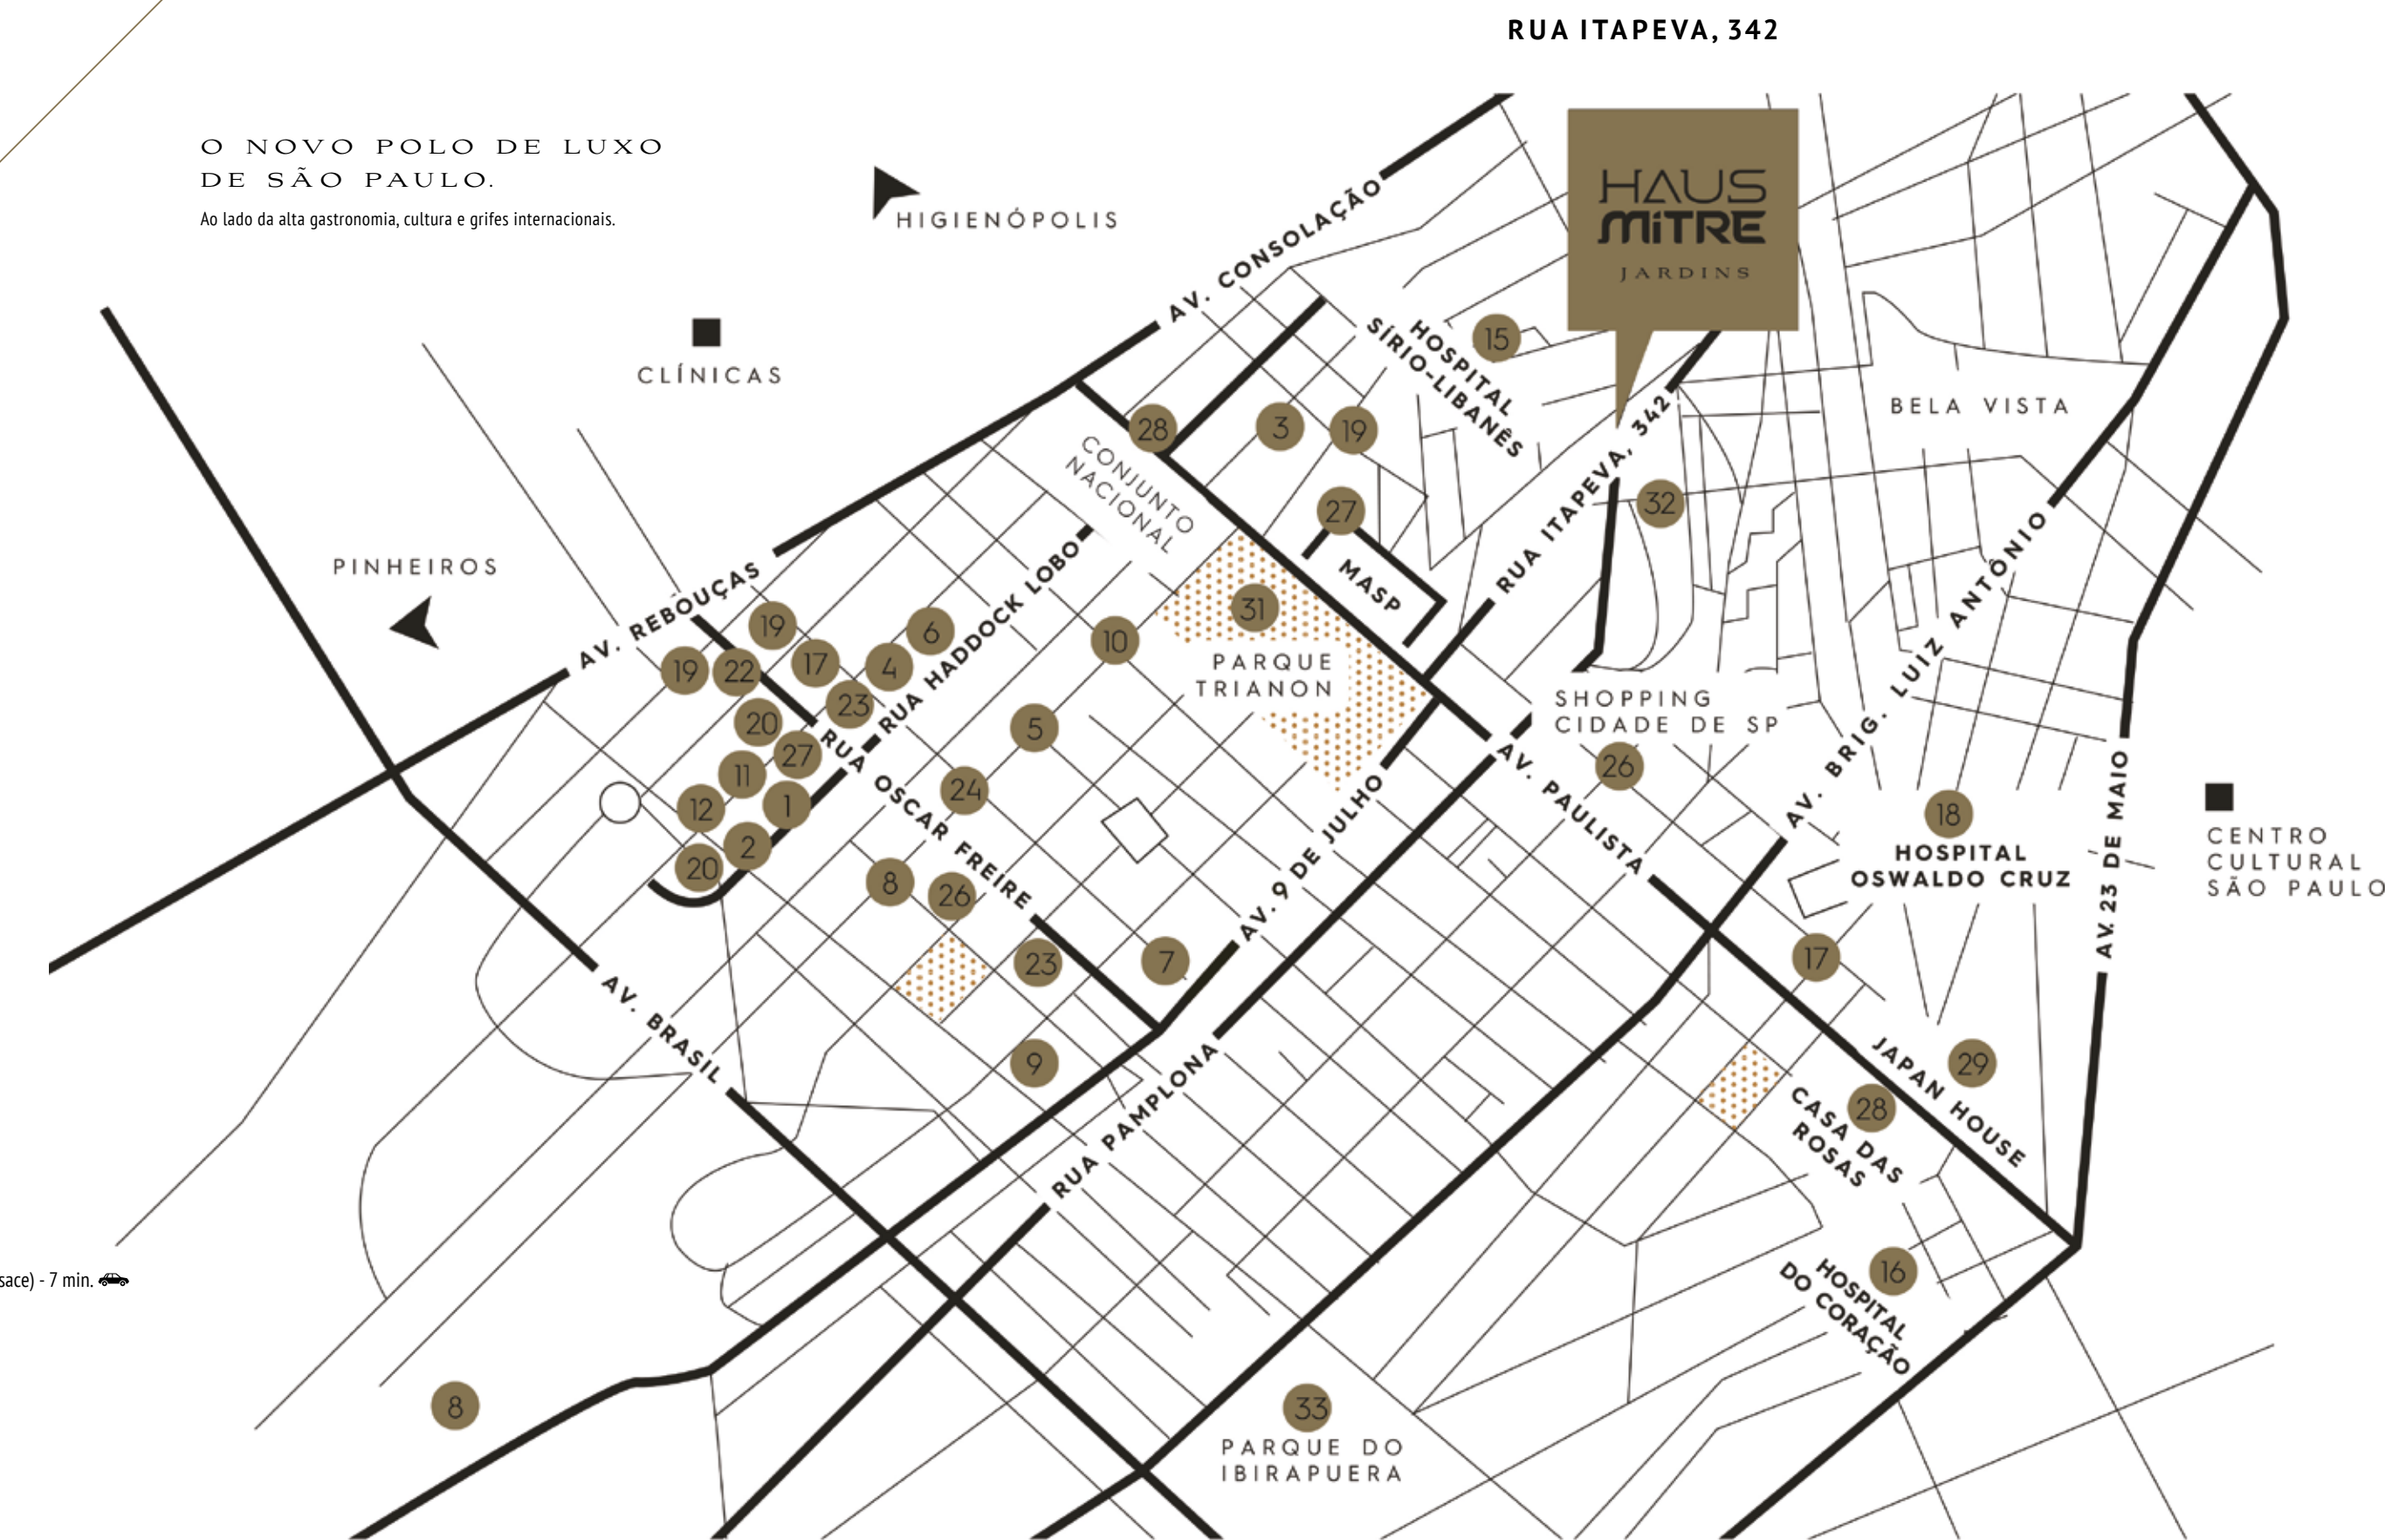 RUA ITAPEVA, 342
O NOVO POLO DE LUXO
DE SÃO PAULO.
Ao lado da alta gastronomia, cultura e grifes internacionais.
HIGIENÓPOLIS
AV. CONSOLAÇÃO
HAUS
MiTRE
JARDINS
CLÍNICAS
HOSPITAL
SÍRIO-LIBANÊS
15
BELA VISTA
28
3
19
CONJUNTO
NACIONAL
27
RUA ITAPEVA, 342
32
PINHEIROS
AV. REBOUÇAS
MASP
31
PARQUE
TRIANON
19
6
10
19
22
17
4
23
RUA HADDOCK LOBO
20
27
5
SHOPPING
CIDADE DE SP
AV. BRIG. LUIZ ANTÔNIO
11
12
1
24
RUA OSCAR FREIRE
26
AV. PAULISTA
2
20
8
26
AV. 9 DE JULHO
18
HOSPITAL
OSWALDO CRUZ
AV. 23 DE MAIO
CENTRO
CULTURAL
SÃO PAULO
23
7
17
AV. BRASIL
9
RUA PAMPLONA
JAPAN HOUSE
29
28
CASA DAS
ROSAS
16
HOSPITAL
DO CORAÇÃO
sace) - 7 min.
8
33
PARQUE DO
IBIRAPUERA